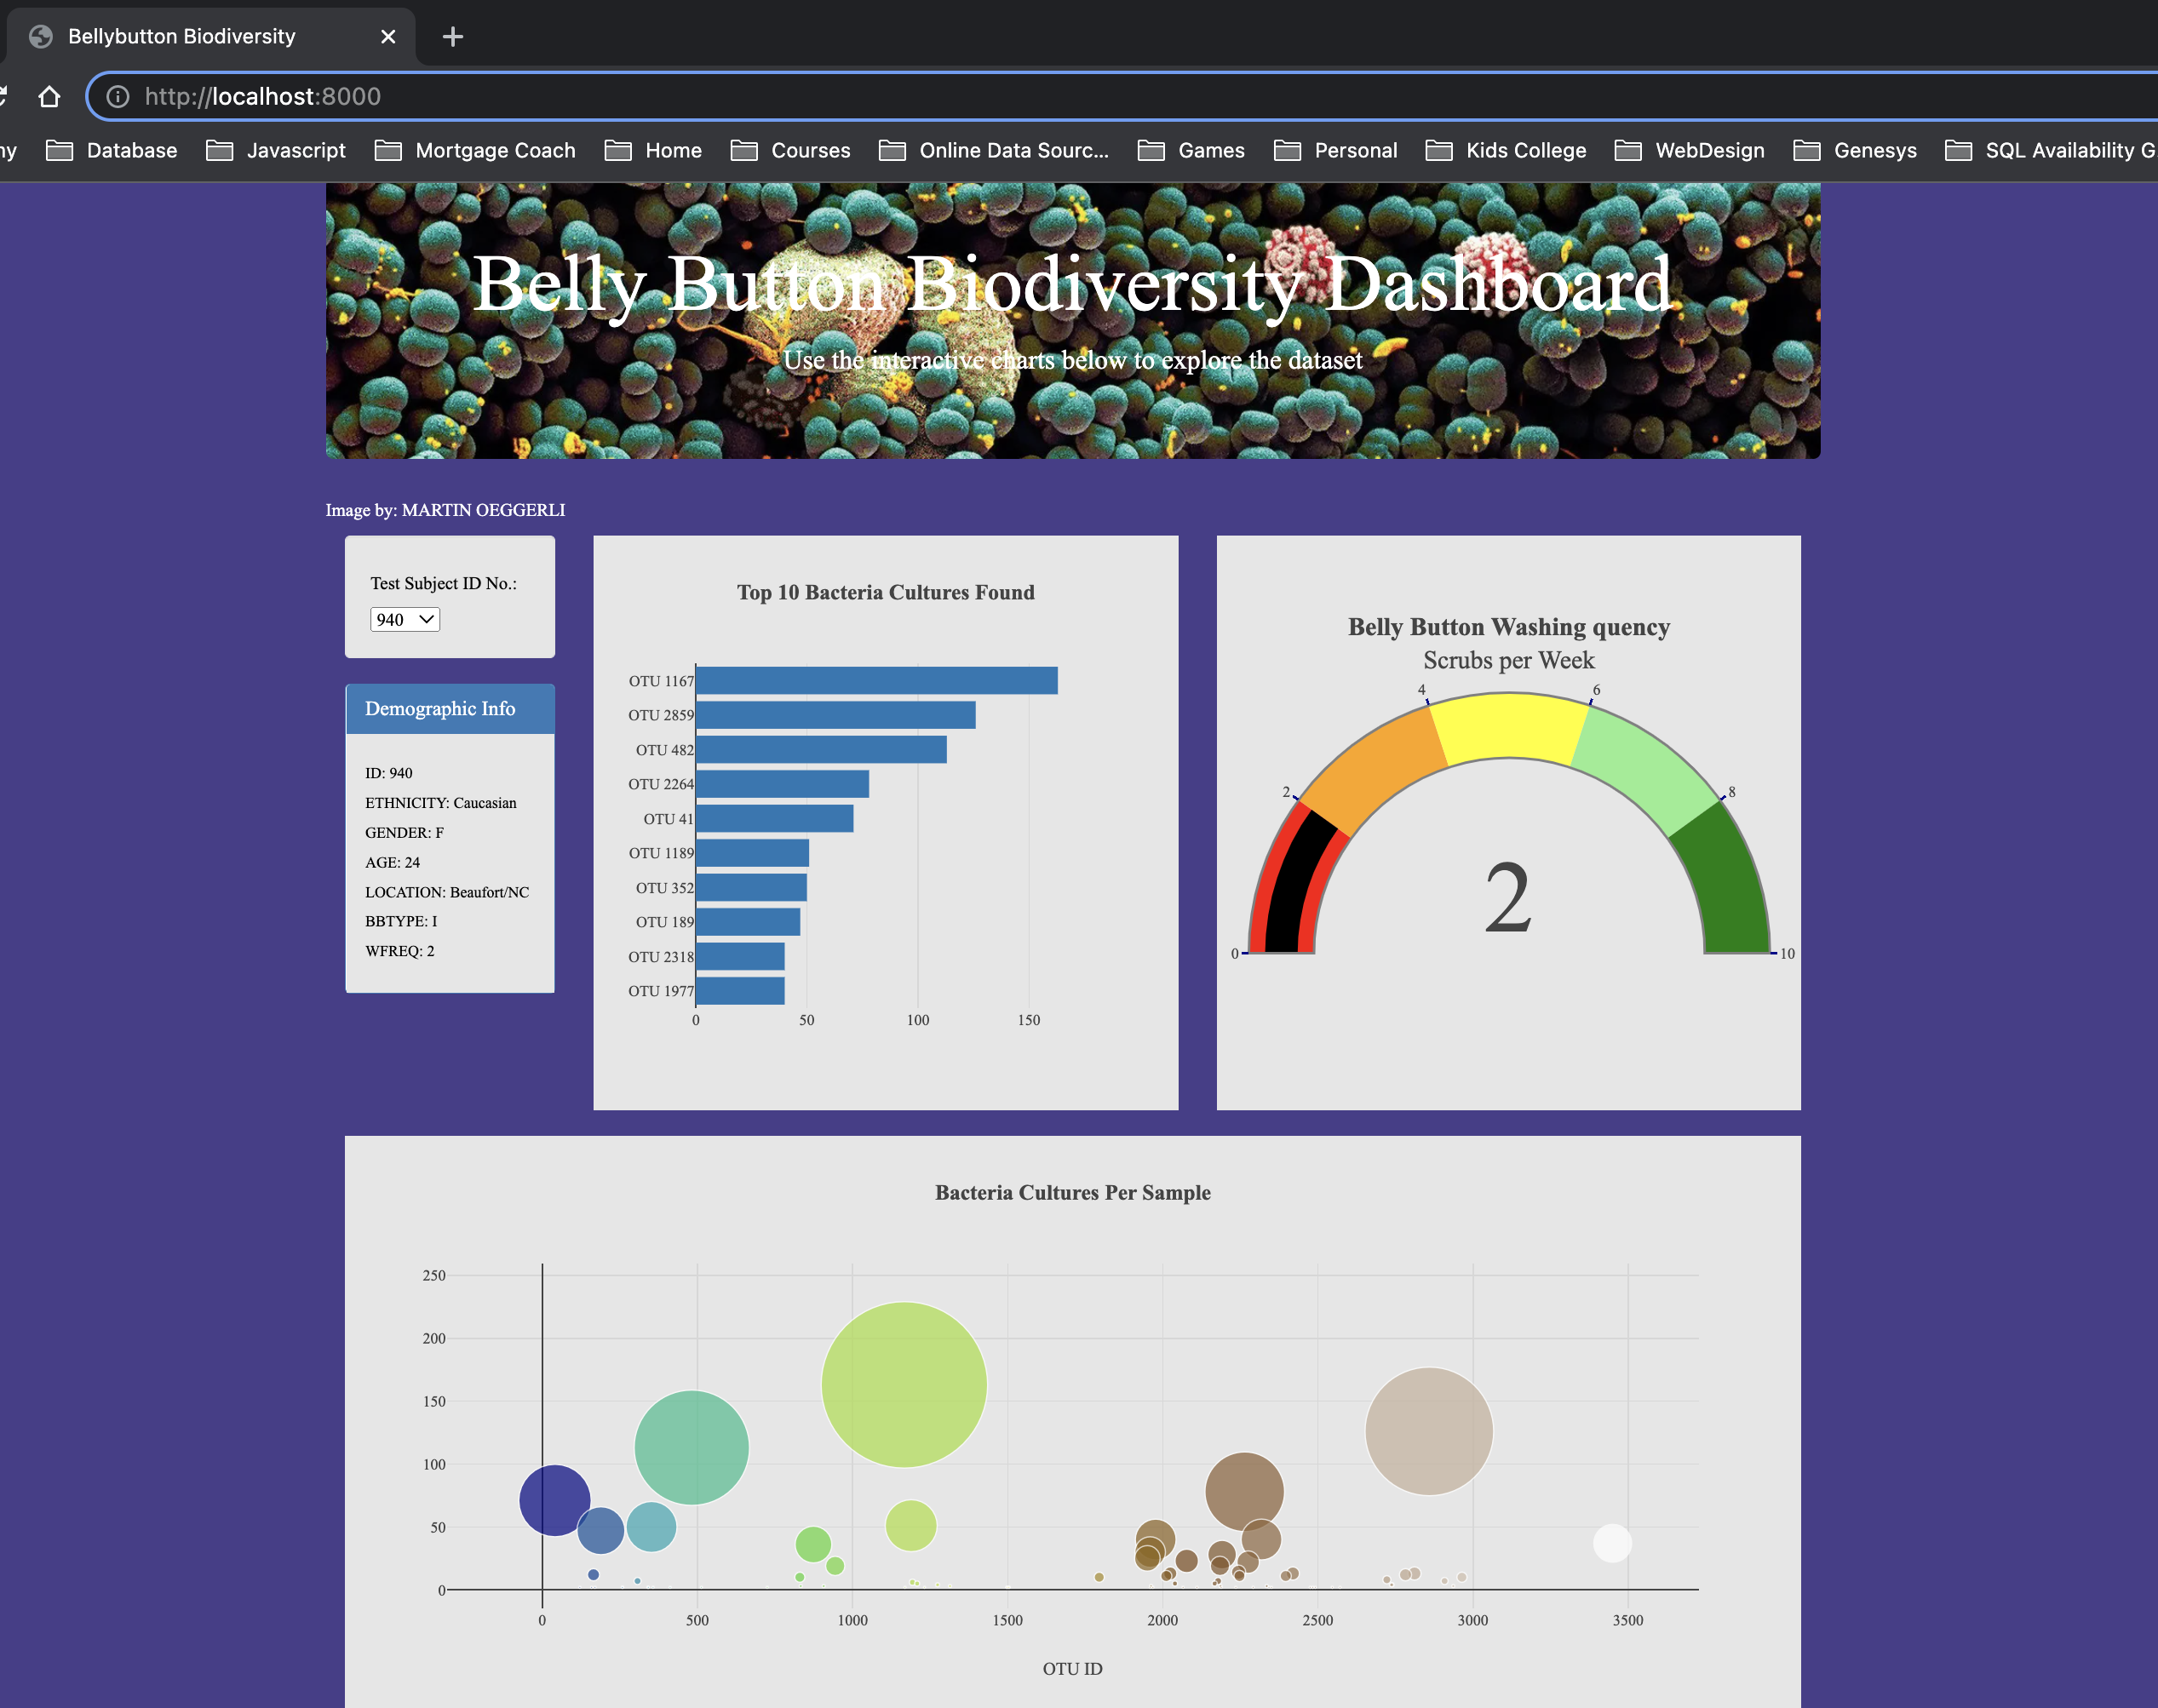 Bellybutton Biodiversity
http://localhost:8000
Database Javascript Mortgage Coach Home Courses Online Data Sourc... Games Personal Kids College WebDesign Genesys SQL Availability G
Belly Button Biodiversity Dashboard
Use the interactive charts below to explore the dataset
Image by: MARTIN OEGGERLI
Test Subject ID No.:
940
Demographic Info
ID: 940
ETHNICITY: Caucasian
GENDER: F
AGE: 24
LOCATION: Beaufort/NC
BBTYPE: I
WFREQ: 2
Top 10 Bacteria Cultures Found
OTU 1167
OTU 2859
OTU 482
OTU 2264
OTU 41
OTU 1189
OTU 352
OTU 189
OTU 2318
OTU 1977
0 50 100 150
Belly Button Washing quency
Scrubs per Week
4 6
2 8
2
0 10
Bacteria Cultures Per Sample
250
200
150
100
50
0
0 500 1000 1500 2000 2500 3000 3500
OTU ID